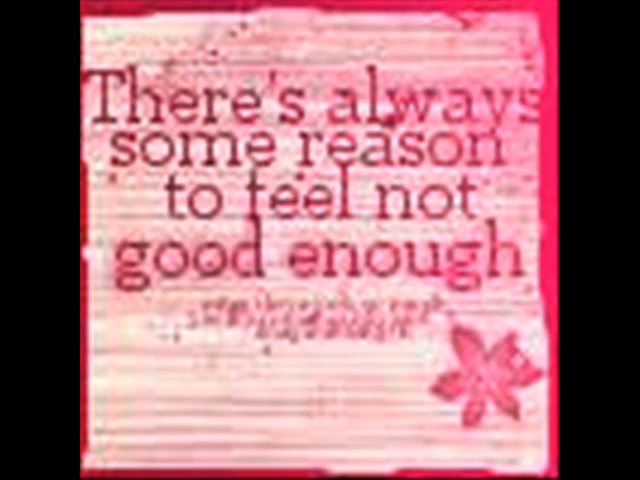 There's always
some reason
to feel not
good enough